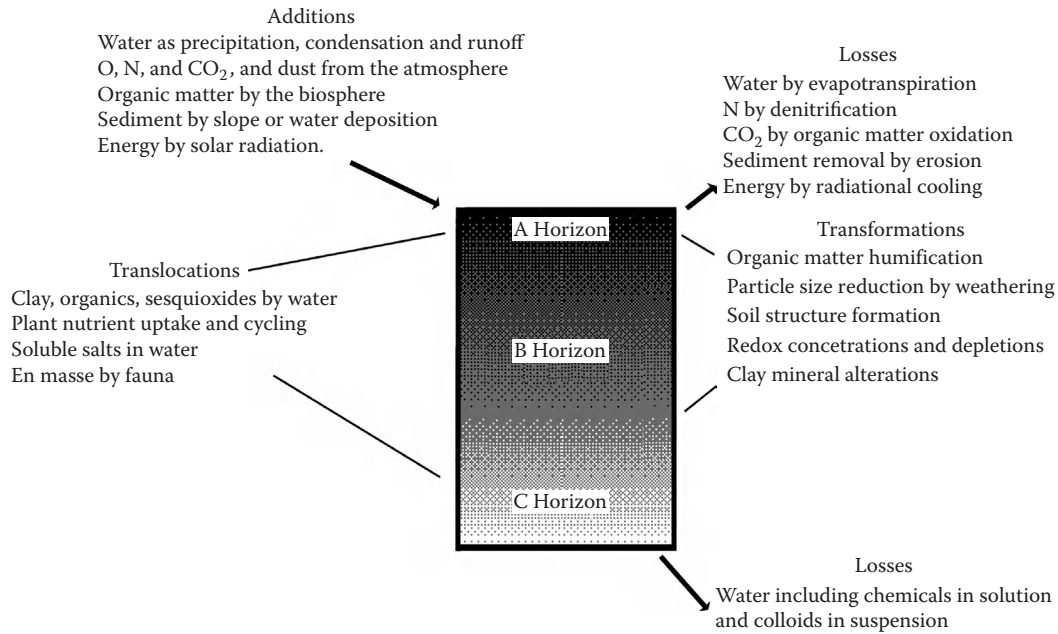 Additions
Water as precipitation, condensation and runoff
O, N, and CO₂, and dust from the atmosphere
Organic matter by the biosphere
Sediment by slope or water deposition
Energy by solar radiation.
Losses
Water by evapotranspiration
N by denitrification
CO₂ by organic matter oxidation
Sediment removal by erosion
Energy by radiational cooling
A Horizon
Transformations
Organic matter humification
Particle size reduction by weathering
Soil structure formation
Redox concetrations and depletions
Clay mineral alterations
Translocations
Clay, organics, sesquioxides by water
Plant nutrient uptake and cycling
Soluble salts in water
En masse by fauna
B Horizon
C Horizon
Losses
Water including chemicals in solution
and colloids in suspension